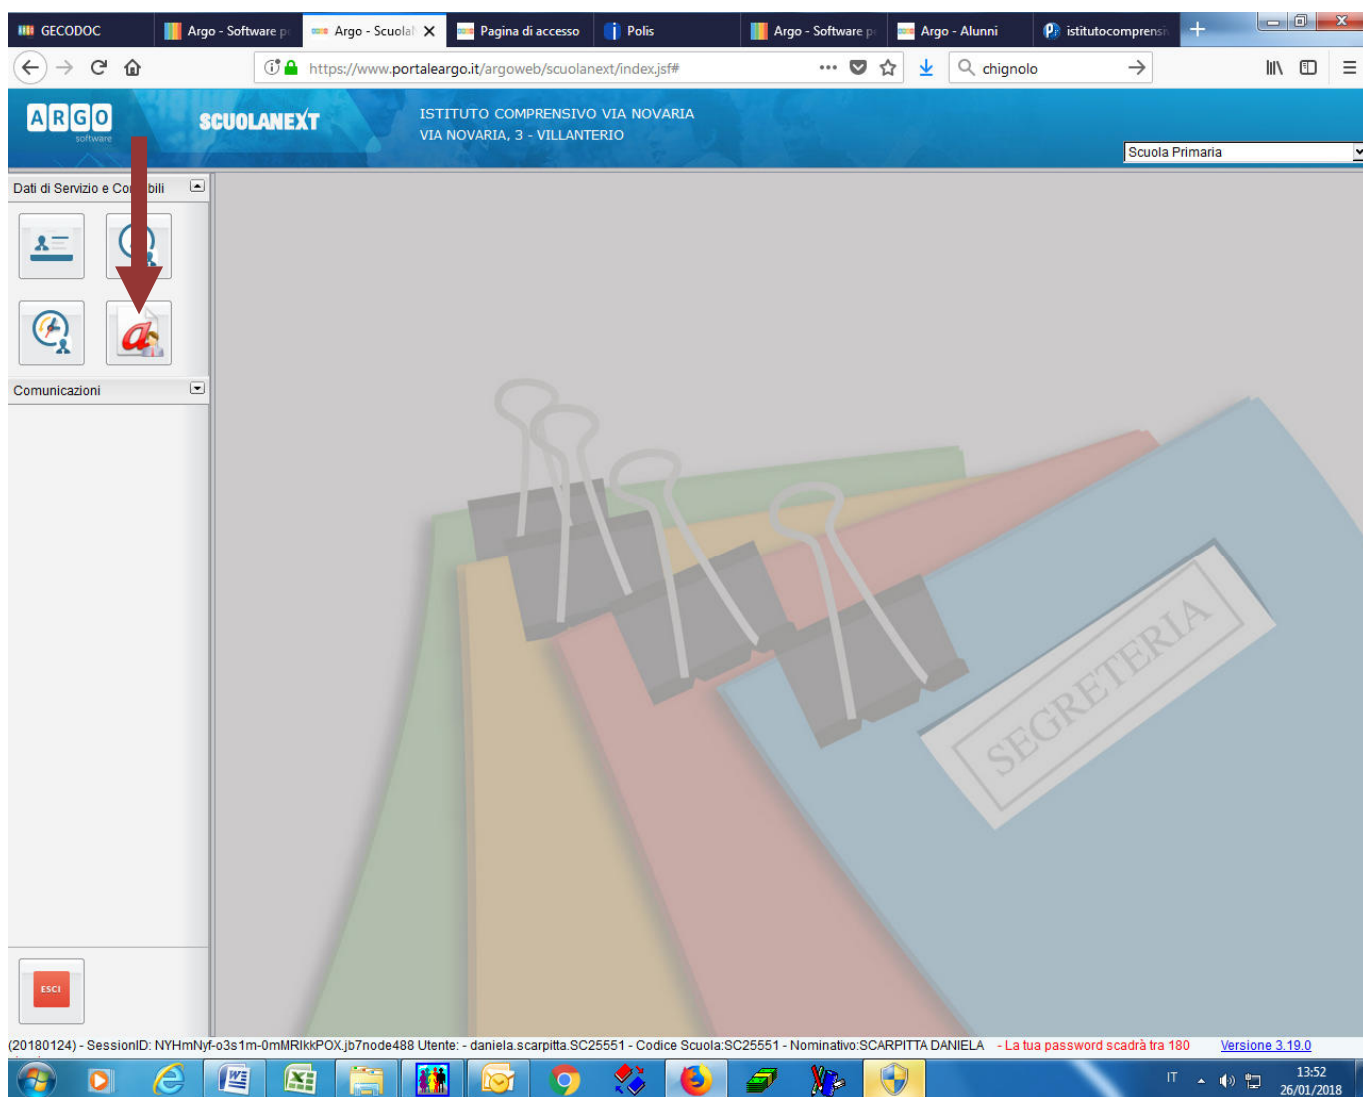 GECODOC
Argo - Software p
Argo - Scuola
Pagina di accesso
Polis
Argo - Software p
Argo - Alunni
istitutocomprensiv
https://www.portaleargo.it/argoweb/scuolanext/index.jsf#
chignolo
ARGO
software
SCUOLANEXT
ISTITUTO COMPRENSIVO VIA NOVARIA
VIA NOVARIA, 3 - VILLANTERIO
Scuola Primaria
Dati di Servizio e Co bili
Comunicazioni
SEGRETERIA
ESCI
(20180124) - SessionID: NYHmNyf-o3s1m-0mMRIkkPOX.jb7node488 Utente: - daniela.scarpitta.SC25551 - Codice Scuola:SC25551 - Nominativo:SCARPITTA DANIELA - La tua password scadrà tra 180
Versione 3.19.0
IT
13:52
26/01/2018